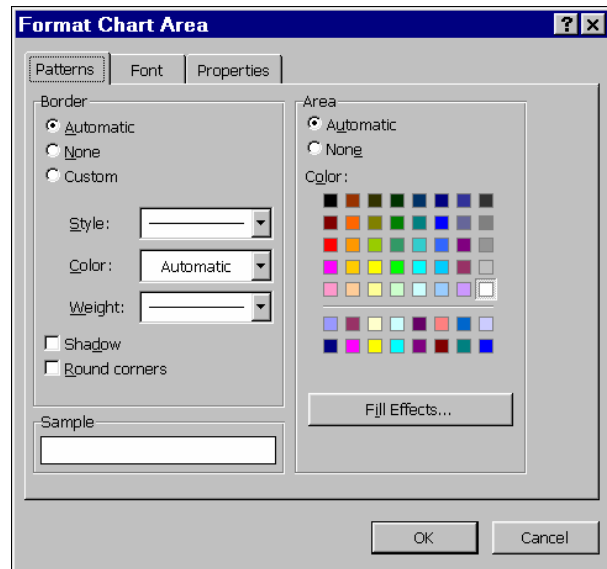 Format Chart Area
Patterns Font Properties
Border
Automatic
None
Custom
Style:
Color: Automatic
Weight:
Shadow
Round corners
Sample
Area
Automatic
None
Color:
Fill Effects...
OK Cancel